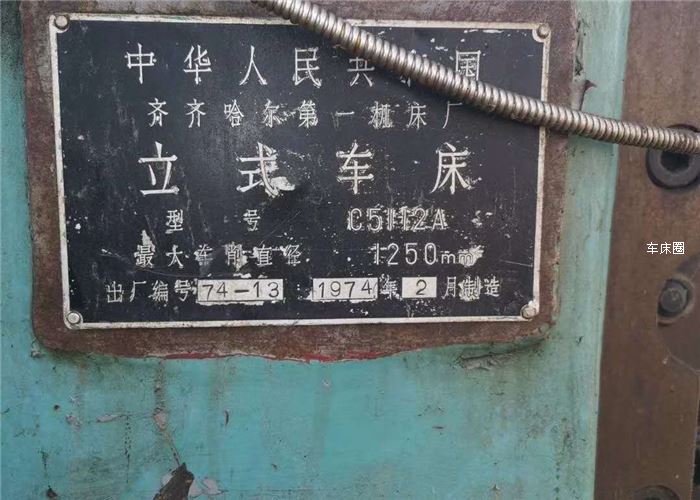 中华人民共和国
齐齐哈尔第一机床厂
立式车床
型号 C5112A
最大车削直径 1250mm
出厂编号 74-13 1974年 2 月制造
车床圈